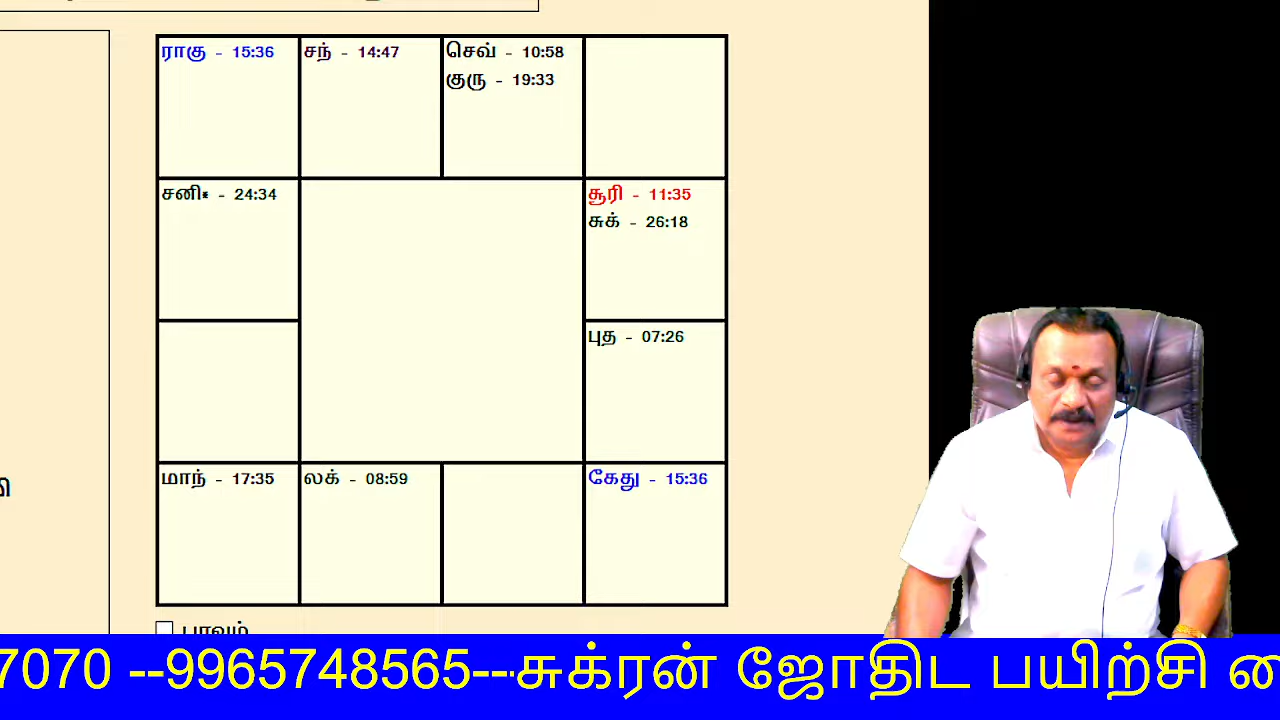 ராகு - 15:36
சந் - 14:47
செவ் - 10:58
குரு - 19:33
சனி* - 24:34
சூரி - 11:35
சுக் - 26:18
புத - 07:26
மாந் - 17:35
லக் - 08:59
கேது - 15:36
பாவம்
7070 --9965748565---சுக்ரன் ஜோதிட பயிற்சி